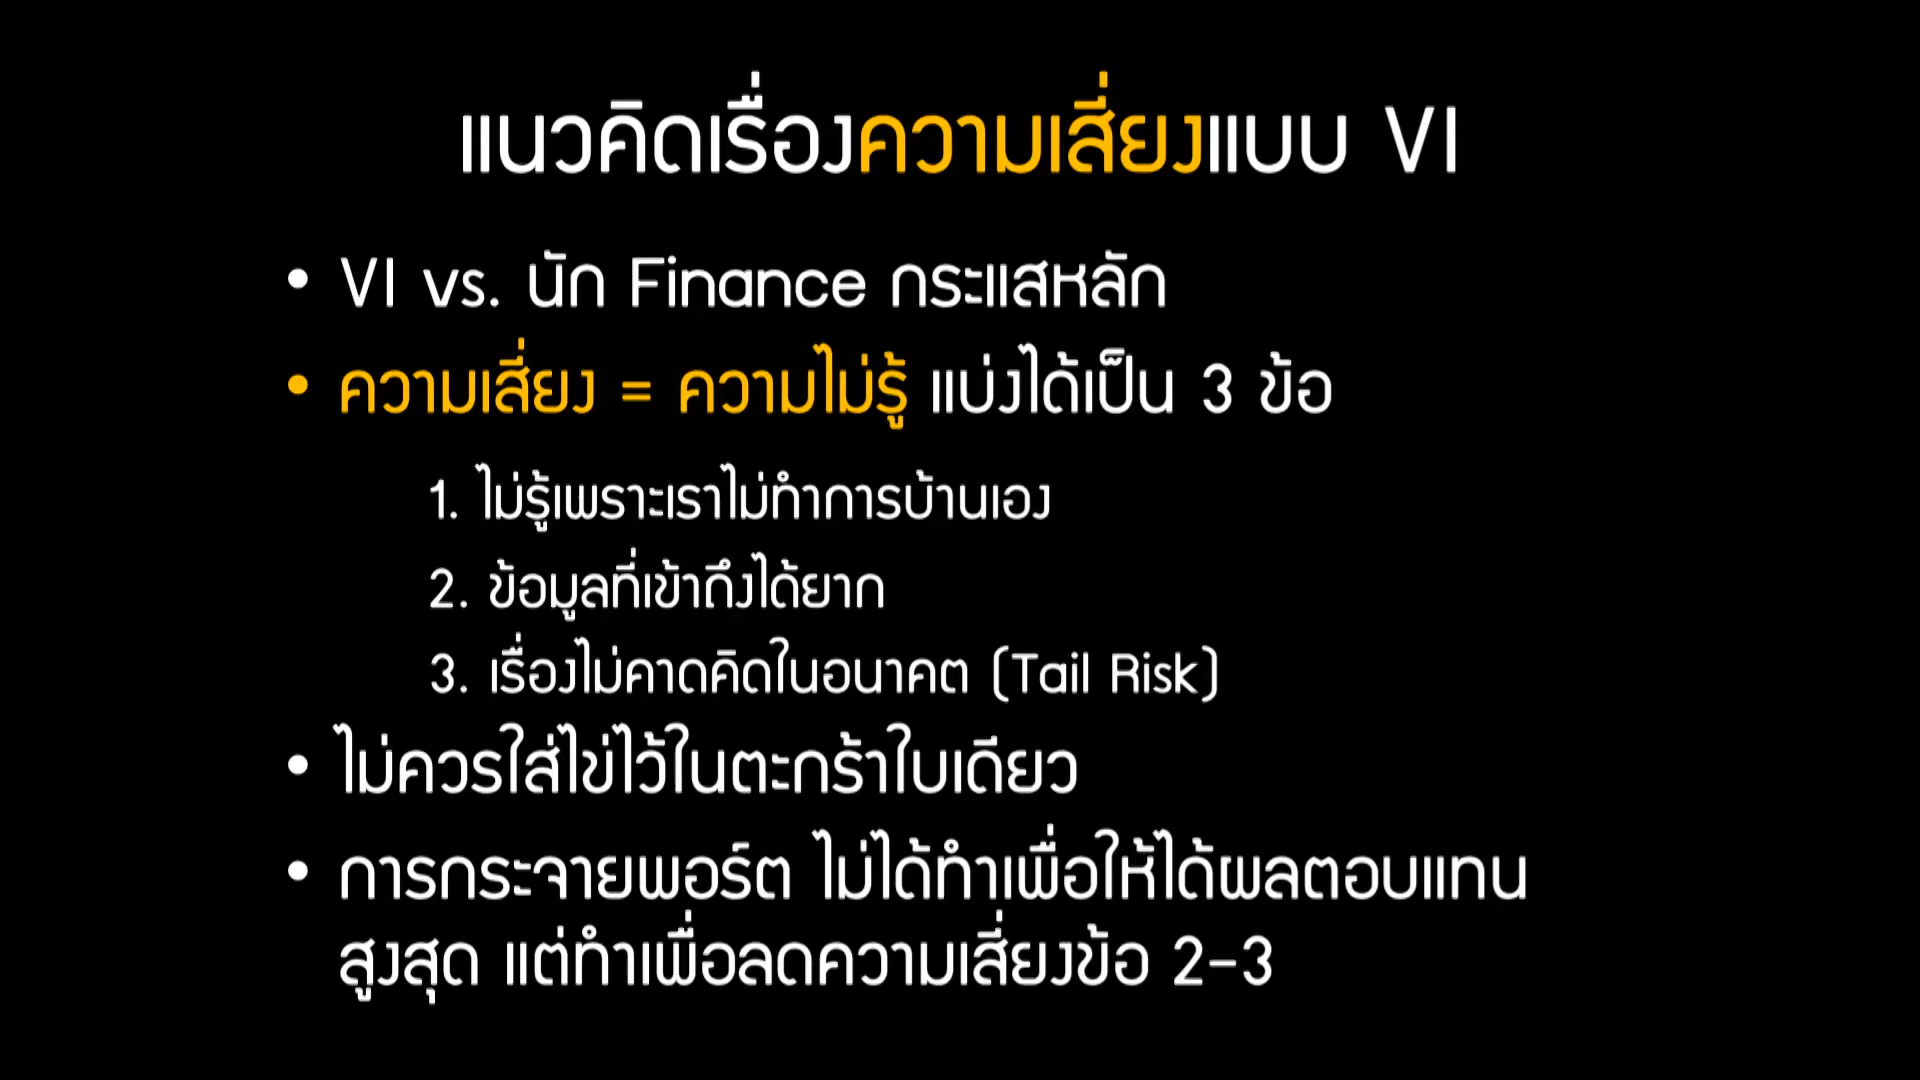 แนวคิดเรื่องความเสี่ยงแบบ VI
• VI vs. นัก Finance กระแสหลัก
• ความเสี่ยง = ความไม่รู้ แบ่งได้เป็น 3 ข้อ
1. ไม่รู้เพราะเราไม่ทำการบ้านเอง
2. ข้อมูลที่เข้าถึงได้ยาก
3. เรื่องไม่คาดคิดในอนาคต (Tail Risk)
• ไม่ควรใส่ไข่ไว้ในตะกร้าใบเดียว
• การกระจายพอร์ต ไม่ได้ทำเพื่อให้ได้ผลตอบแทน
สูงสุด แต่ทำเพื่อลดความเสี่ยงข้อ 2-3